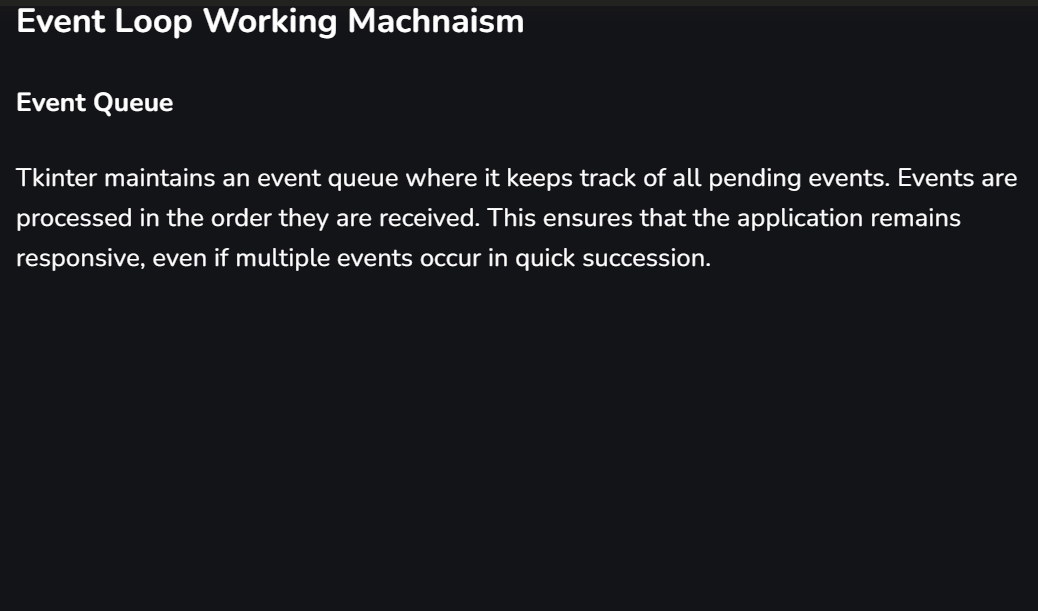 Event Loop Working Machnaism
Event Queue
Tkinter maintains an event queue where it keeps track of all pending events. Events are
processed in the order they are received. This ensures that the application remains
responsive, even if multiple events occur in quick succession.